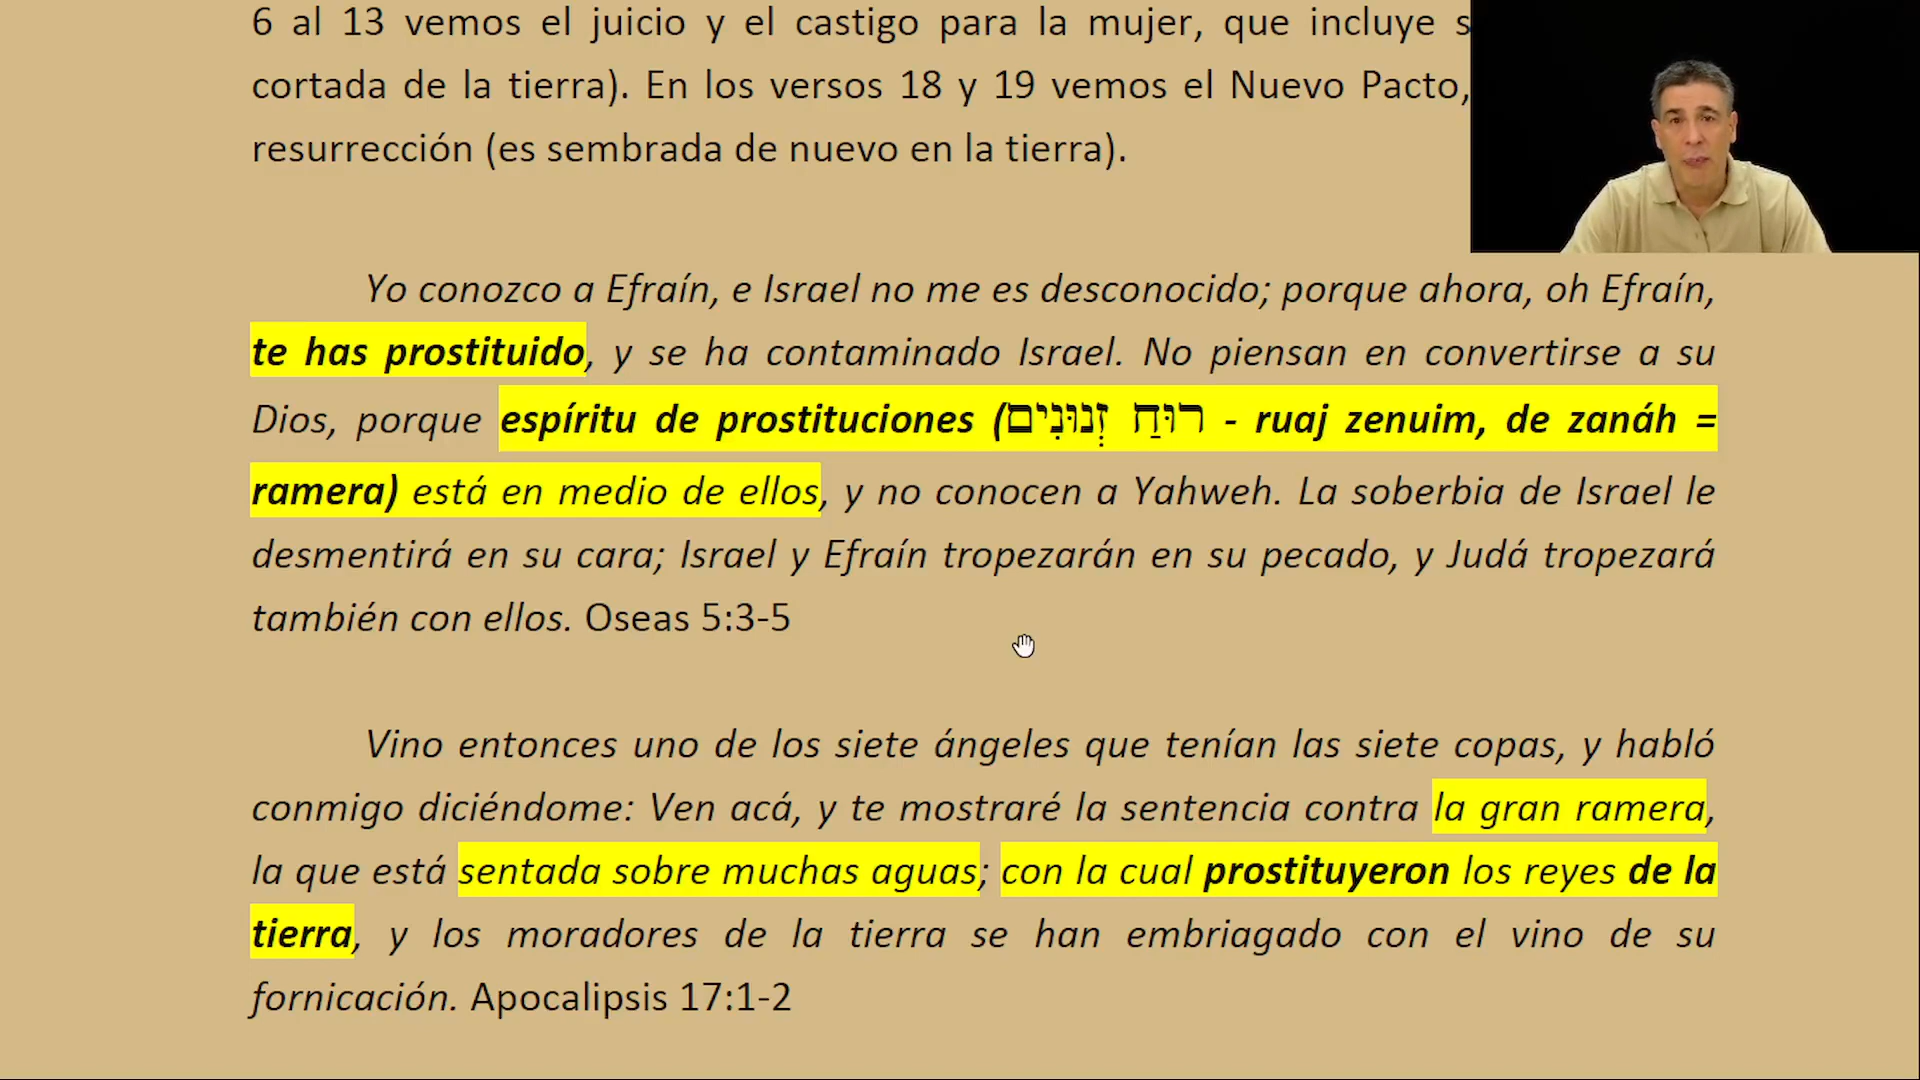 6 al 13 vemos el juicio y el castigo para la mujer, que incluye
cortada de la tierra). En los versos 18 y 19 vemos el Nuevo Pacto,
resurrección (es sembrada de nuevo en la tierra).
Yo conozco a Efraín, e Israel no me es desconocido; porque ahora, oh Efraín,
te has prostituido, y se ha contaminado Israel. No piensan en convertirse a su
Dios, porque espíritu de prostituciones (רוּחַ זְנוּנִים - ruaj zenuim, de zanáh =
ramera) está en medio de ellos, y no conocen a Yahweh. La soberbia de Israel le
desmentirá en su cara; Israel y Efraín tropezarán en su pecado, y Judá tropezará
también con ellos. Oseas 5:3-5
Vino entonces uno de los siete ángeles que tenían las siete copas, y habló
conmigo diciéndome: Ven acá, y te mostraré la sentencia contra la gran ramera,
la que está sentada sobre muchas aguas; con la cual prostituyeron los reyes de la
tierra, y los moradores de la tierra se han embriagado con el vino de su
fornicación. Apocalipsis 17:1-2